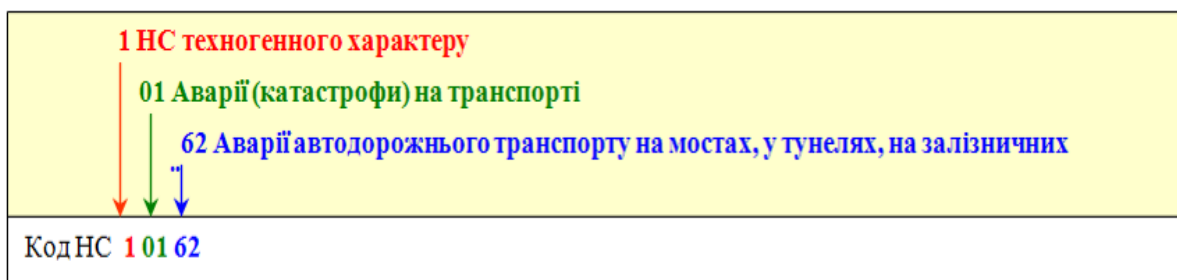 1 НС техногенного характеру
01 Аварії (катастрофи) на транспорті
62 Аварії автодорожнього транспорту на мостах, у тунелях, на залізничних
Код НС 1 01 62